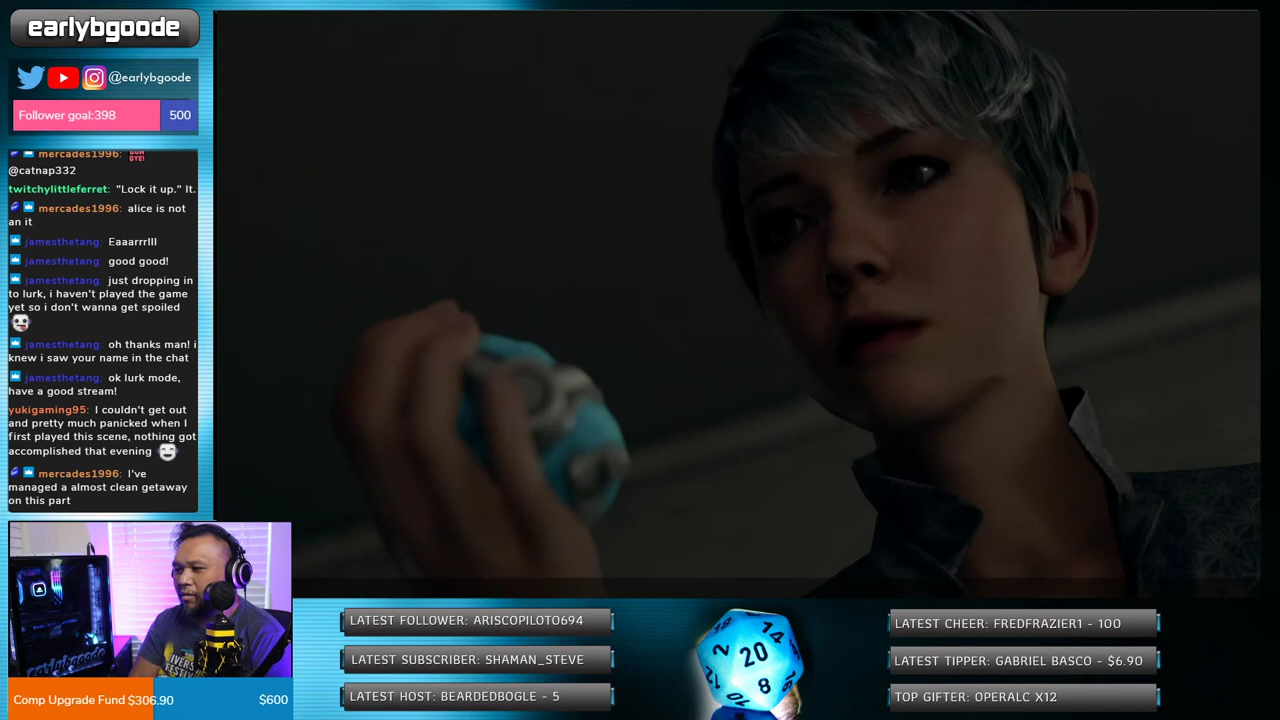 earlybgoode
@earlybgoode
Follower goal:398
500
mercades1996: BUH BYE!
@catnap332
twitchylittleferret: "Lock it up." It.
mercades1996: alice is not
an it
jamesthetang: Eaaarrrlll
jamesthetang: good good!
jamesthetang: just dropping in
to lurk, i haven't played the game
yet so i don't wanna get spoiled
jamesthetang: oh thanks man! i
knew i saw your name in the chat
jamesthetang: ok lurk mode,
have a good stream!
yukigaming95: I couldn't get out
and pretty much panicked when I
first played this scene, nothing got
accomplished that evening
mercades1996: I've
managed a almost clean getaway
on this part
earlybgoode
Comp Upgrade Fund $306.90
$600
LATEST FOLLOWER: ARISCOPILOTO694
LATEST SUBSCRIBER: SHAMAN_STEVE
LATEST HOST: BEARDEDBOGLE - 5
20
14
2
8
LATEST CHEER: FREDFRAZIER1 - 100
LATEST TIPPER: GABRIEL BASCO - $6.90
TOP GIFTER: OPERALC X12